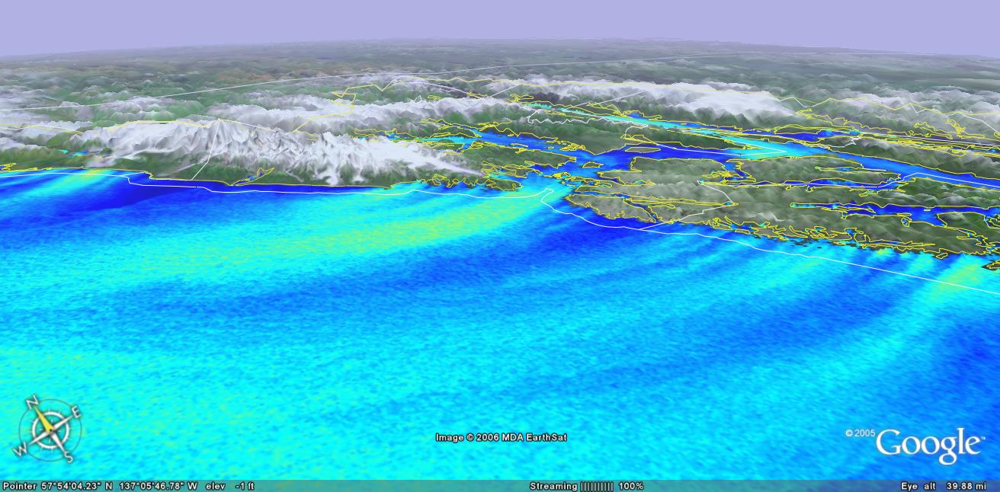 N
E
W
S
Image © 2006 MDA EarthSat
© 2005 Google™
Pointer 57°54'04.23" N 137°05'46.78" W elev -1 ft
Streaming |||||||||| 100%
Eye alt 39.88 mi